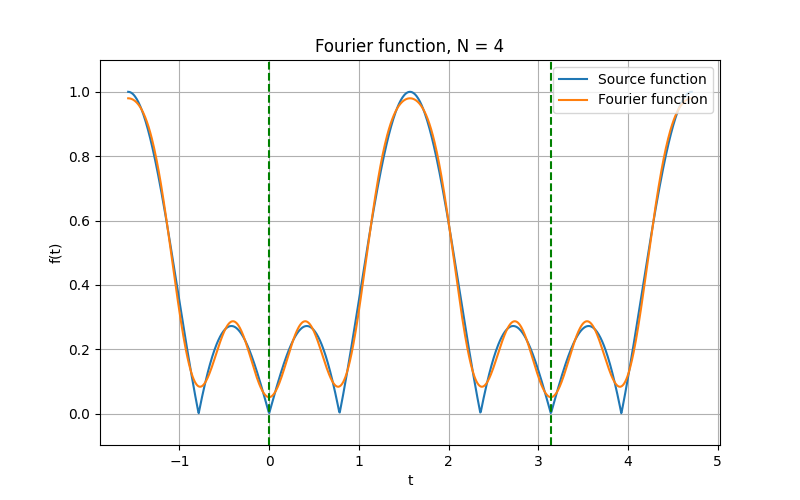 Fourier function, N = 4
Source function
Fourier function
f(t)
1.0
0.8
0.6
0.4
0.2
0.0
−1
0
1
2
3
4
5
t